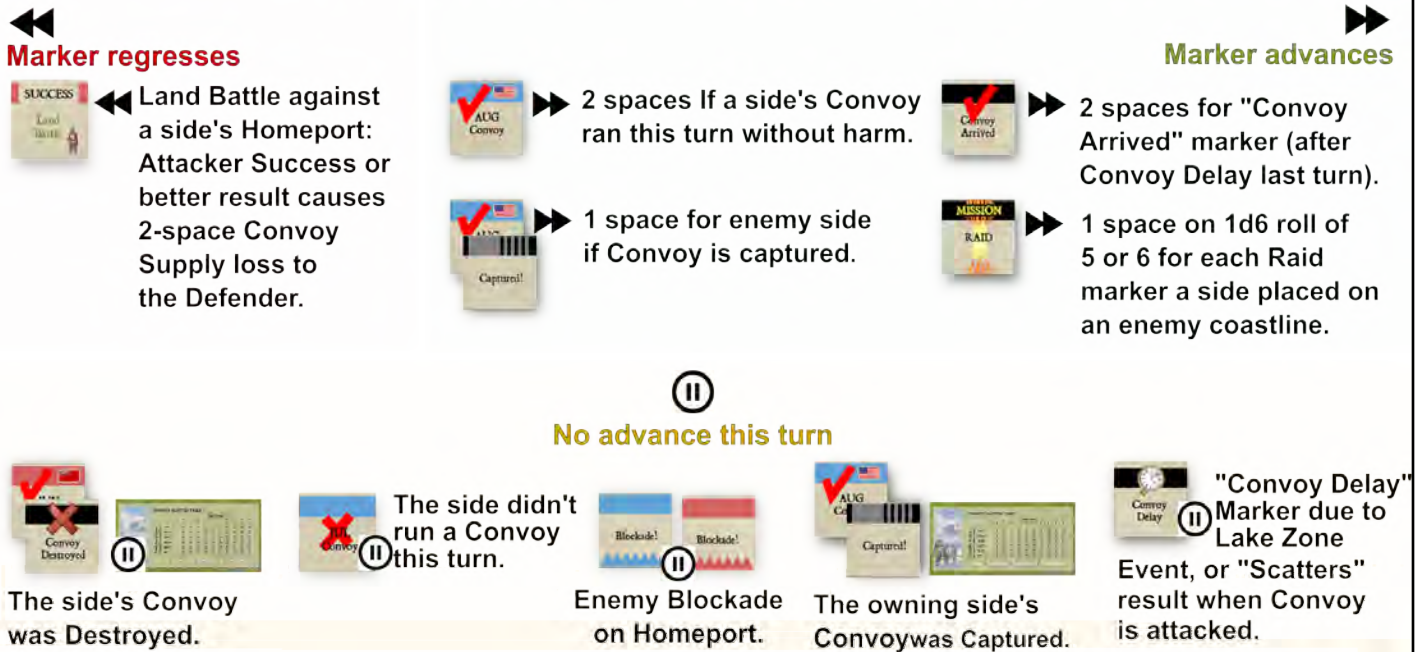 Marker regresses
Marker advances
SUCCESS
Land
Battle
Land Battle against
a side's Homeport:
Attacker Success or
better result causes
2-space Convoy
Supply loss to
the Defender.
AUG
Convoy
2 spaces If a side's Convoy
ran this turn without harm.
Captured!
1 space for enemy side
if Convoy is captured.
Convoy
Arrived
2 spaces for "Convoy
Arrived" marker (after
Convoy Delay last turn).
MISSION
RAID
1 space on 1d6 roll of
5 or 6 for each Raid
marker a side placed on
an enemy coastline.
No advance this turn
Convoy
Destroyed
The side's Convoy
was Destroyed.
JUL
Convoy
The side didn't
run a Convoy
this turn.
Blockade!
Blockade!
Enemy Blockade
on Homeport.
AUG
Captured!
The owning side's
Convoywas Captured.
Convoy
Delay
"Convoy Delay"
Marker due to
Lake Zone
Event, or "Scatters"
result when Convoy
is attacked.